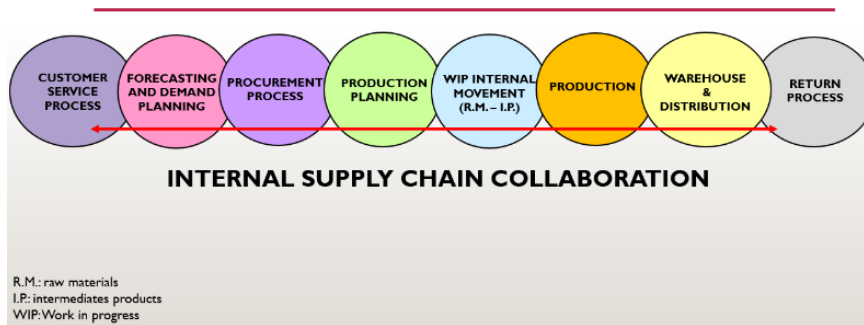 CUSTOMER
SERVICE
PROCESS
FORECASTING
AND DEMAND
PLANNING
PROCUREMENT
PROCESS
PRODUCTION
PLANNING
WIP INTERNAL
MOVEMENT
(R.M. – I.P.)
PRODUCTION
WAREHOUSE
&
DISTRIBUTION
RETURN
PROCESS
INTERNAL SUPPLY CHAIN COLLABORATION
R.M.: raw materials
I.P.: intermediates products
WIP: Work in progress